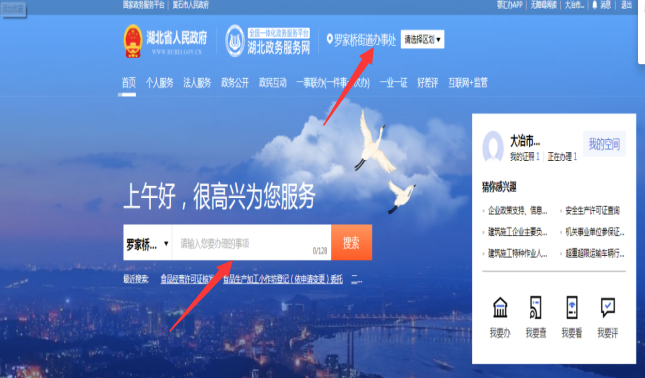 国家政务服务平台 | 黄石市人民政府
鄂汇办APP | 无障碍阅读 | 大冶市... | 消息 | 退出
湖北省人民政府
WWW.HUBEI.GOV.CN
全国一体化政务服务平台
湖北政务服务网
罗家桥街道办事处
请选择区划▼
首页 个人服务 法人服务 政务公开 政民互动 一事联办(一件事一次办) 一业一证 好差评 互联网+监管
大冶市...
我的证照 1 | 正在办理 1
我的空间
猜你感兴趣
企业政策支持、信息...
安全生产许可证查询
建筑施工企业主要负...
机关事业单位参保证...
建筑施工特种作业人...
超重超限运输车辆行...
上午好，很高兴为您服务
罗家桥... ▼
请输入您要办理的事项
0/128
搜索
最近搜索:
食品经营许可证核发
食品生产加工小作坊登记（依申请变更）委托
二...
我要办 我要查 我要看 我要评